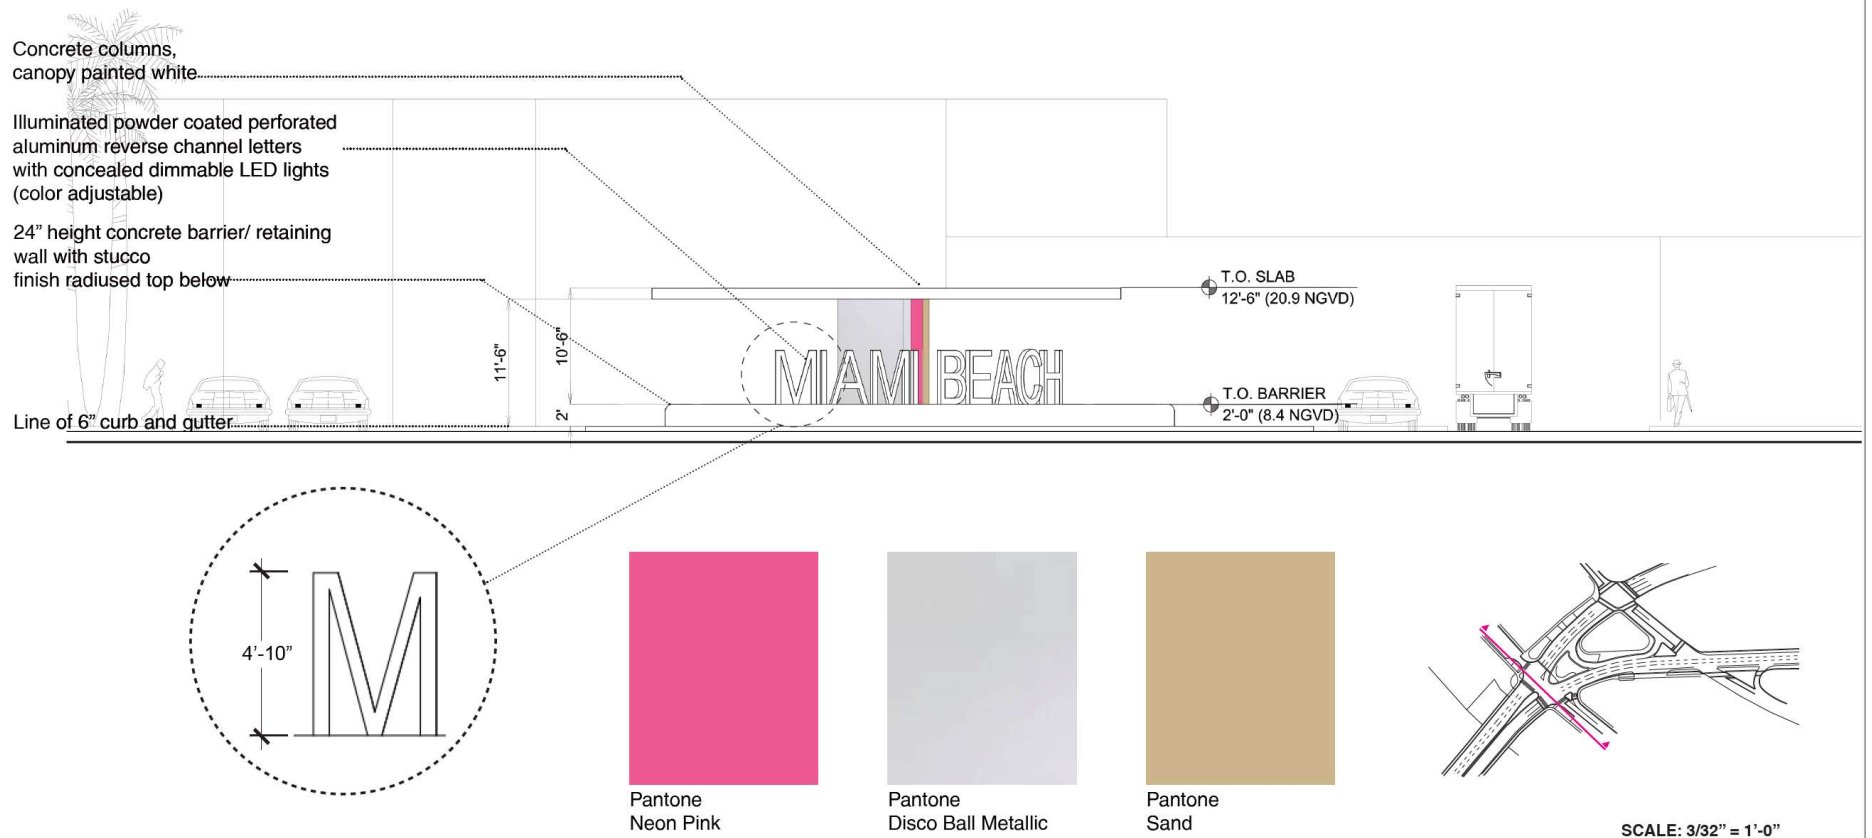 Concrete columns,
canopy painted white
Illuminated powder coated perforated
aluminum reverse channel letters
with concealed dimmable LED lights
(color adjustable)
24” height concrete barrier/ retaining
wall with stucco
finish radiused top below
Line of 6” curb and gutter
11'-6"
10'-6"
2'
MIAMI BEACH
T.O. SLAB
12'-6" (20.9 NGVD)
T.O. BARRIER
2'-0" (8.4 NGVD)
4’-10”
M
Pantone
Neon Pink
Pantone
Disco Ball Metallic
Pantone
Sand
SCALE: 3/32” = 1’-0”